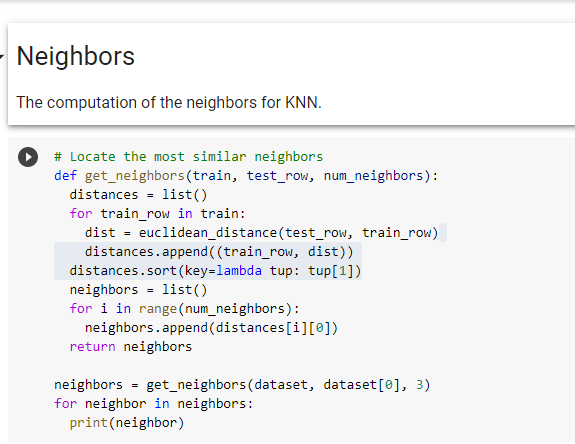 Neighbors
The computation of the neighbors for KNN.
# Locate the most similar neighbors
def get_neighbors(train, test_row, num_neighbors):
  distances = list()
  for train_row in train:
    dist = euclidean_distance(test_row, train_row)
    distances.append((train_row, dist))
  distances.sort(key=lambda tup: tup[1])
  neighbors = list()
  for i in range(num_neighbors):
    neighbors.append(distances[i][0])
  return neighbors

neighbors = get_neighbors(dataset, dataset[0], 3)
for neighbor in neighbors:
  print(neighbor)